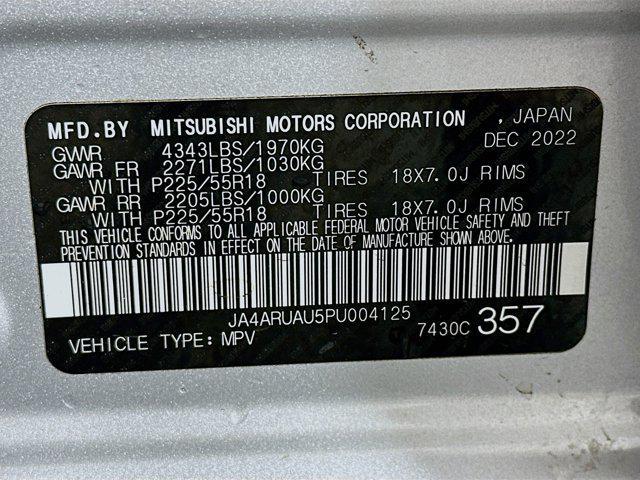 MFD.BY MITSUBISHI MOTORS CORPORATION , JAPAN
GVWR 4343LBS/1970KG DEC 2022
GAWR FR 2271LBS/1030KG
WITH P225/55R18 TIRES 18X7.0J RIMS
GAWR RR 2205LBS/1000KG
WITH P225/55R18 TIRES 18X7.0J RIMS
THIS VEHICLE CONFORMS TO ALL APPLICABLE FEDERAL MOTOR VEHICLE SAFETY AND THEFT
PREVENTION STANDARDS IN EFFECT ON THE DATE OF MANUFACTURE SHOWN ABOVE.
JA4ARUAU5PU004125
VEHICLE TYPE: MPV 7430C 357